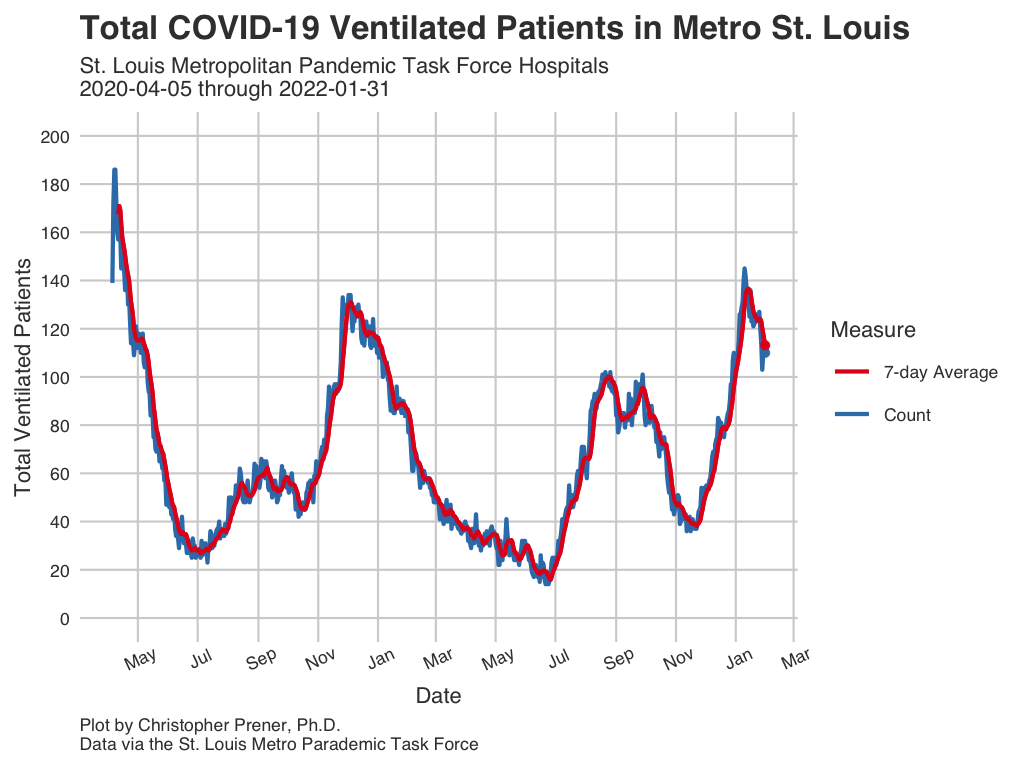 Total COVID-19 Ventilated Patients in Metro St. Louis
St. Louis Metropolitan Pandemic Task Force Hospitals
2020-04-05 through 2022-01-31
Total Ventilated Patients
200
180
160
140
120
100
80
60
40
20
0
May
Jul
Sep
Nov
Jan
Mar
May
Jul
Sep
Nov
Jan
Mar
Date
Measure
7-day Average
Count
Plot by Christopher Prener, Ph.D.
Data via the St. Louis Metro Parademic Task Force